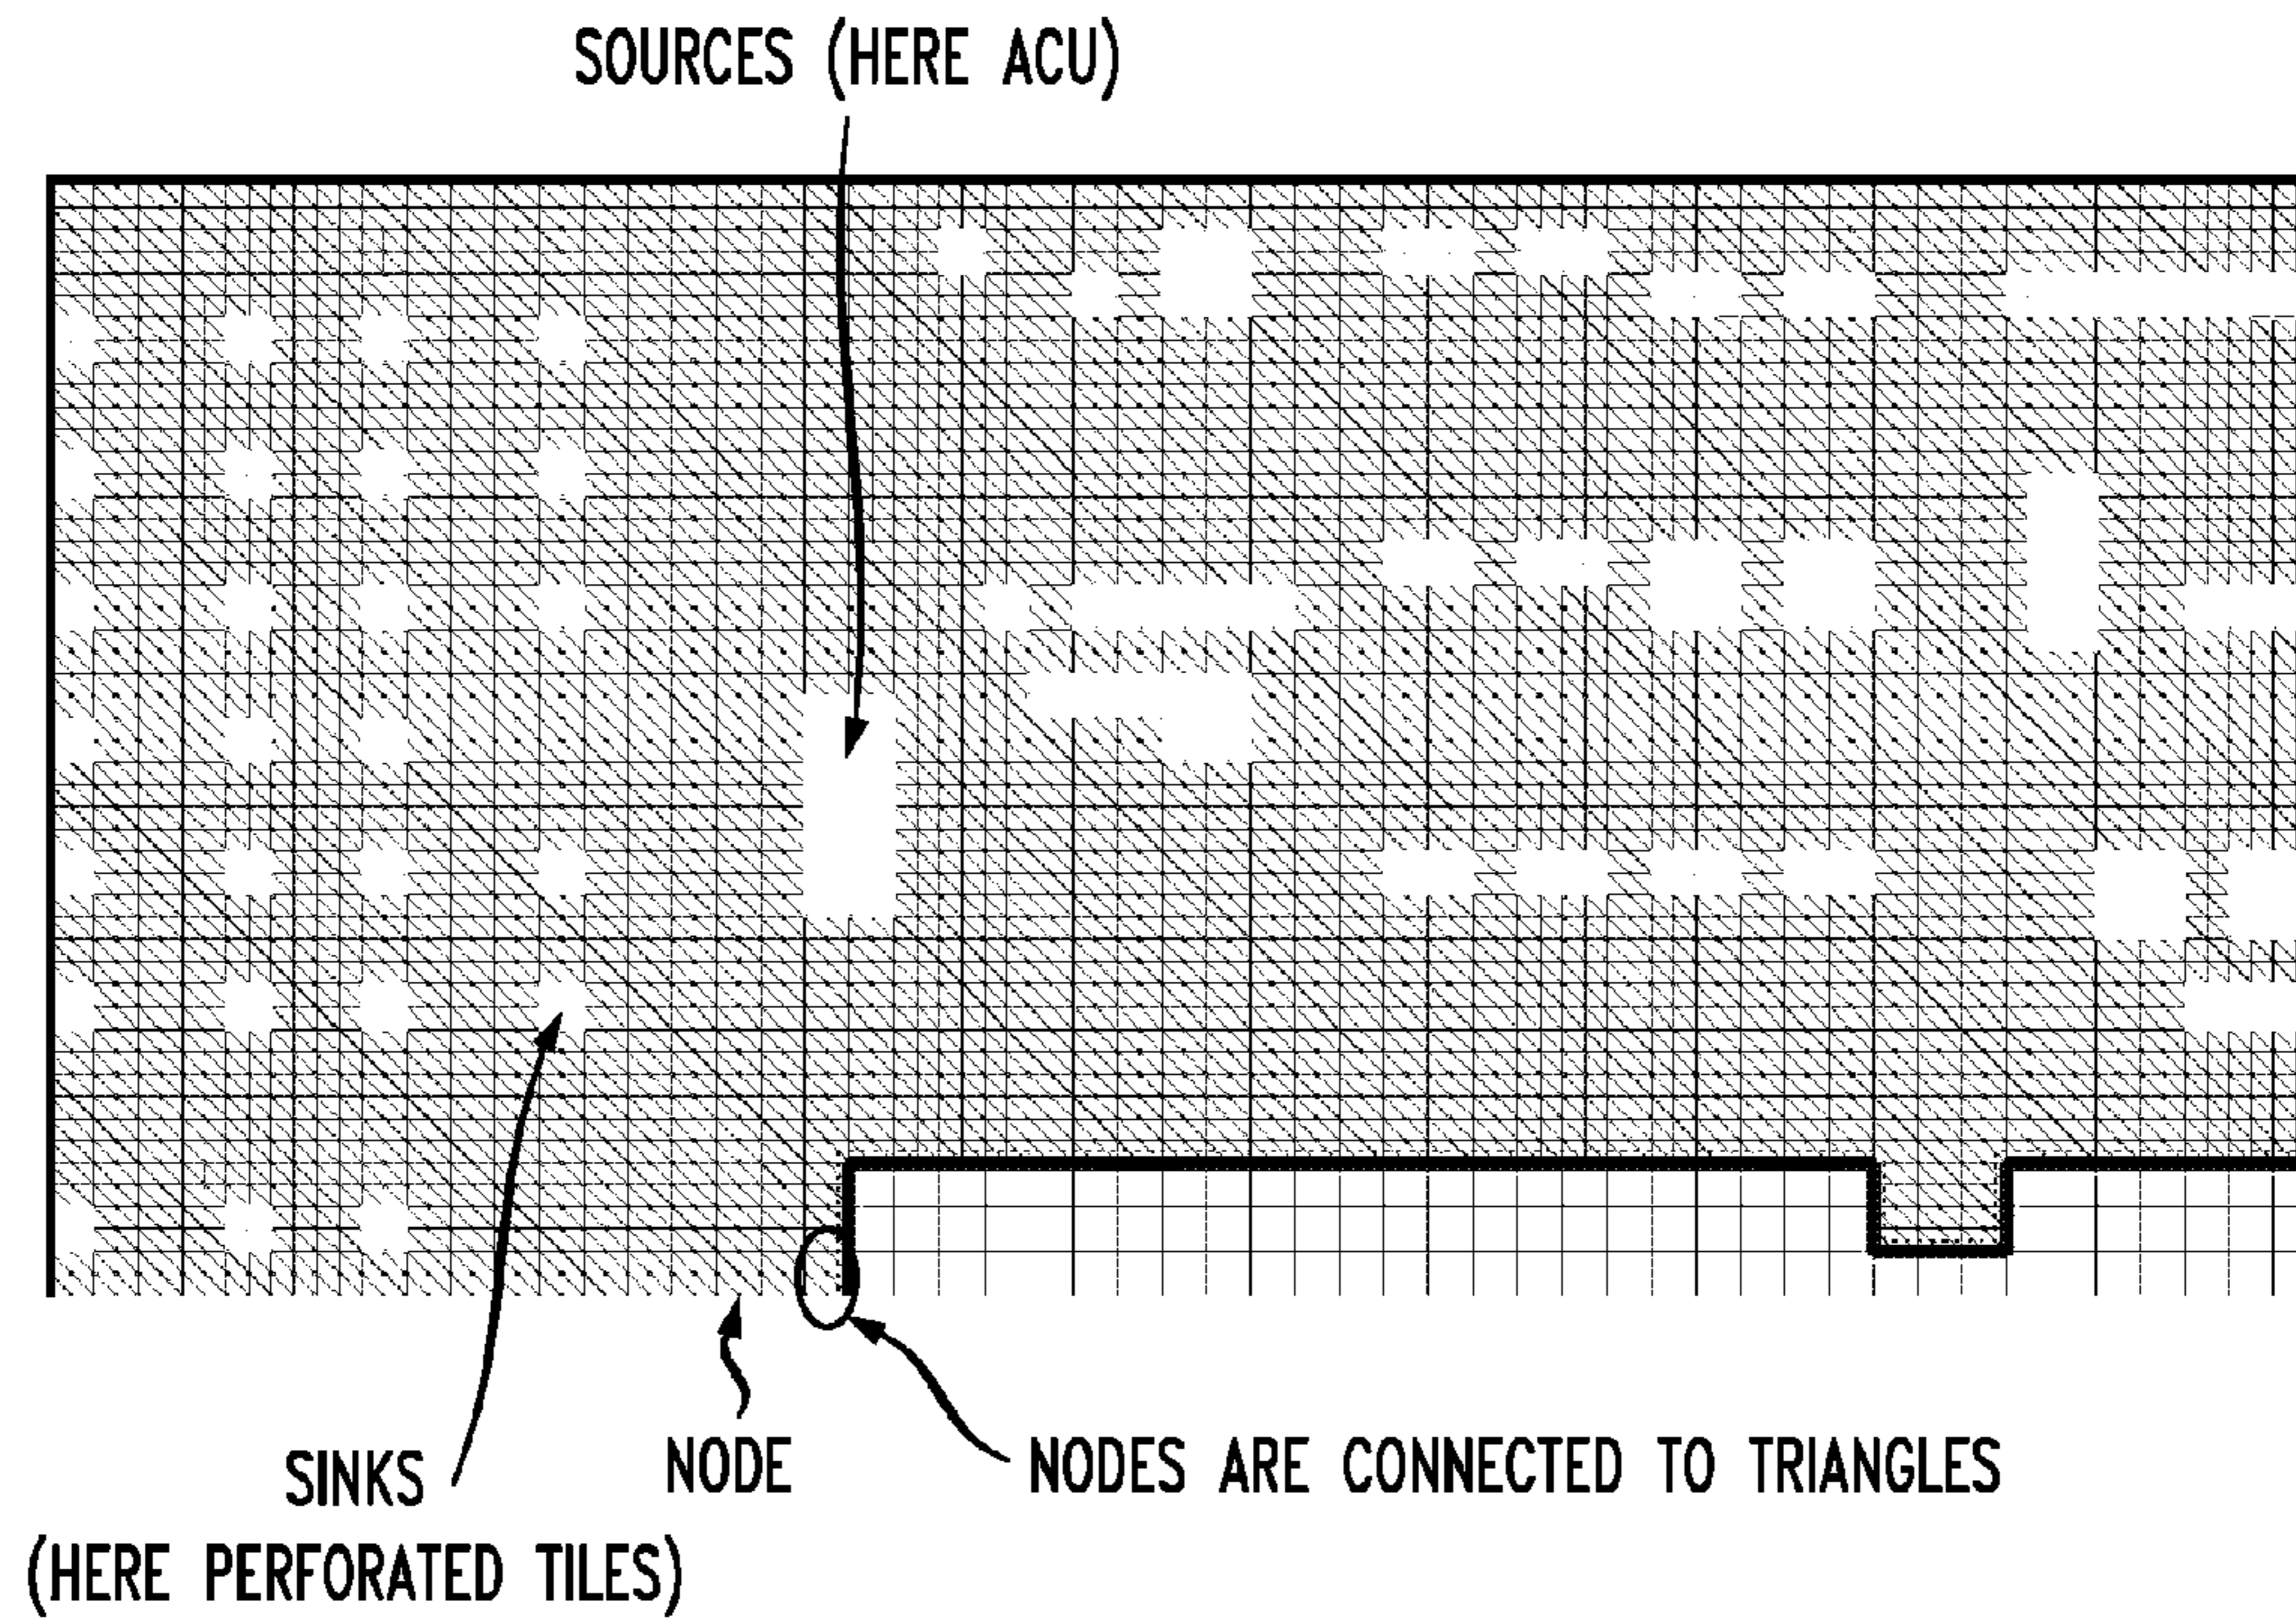 SOURCES (HERE ACU)
SINKS
(HERE PERFORATED TILES)
NODE
NODES ARE CONNECTED TO TRIANGLES